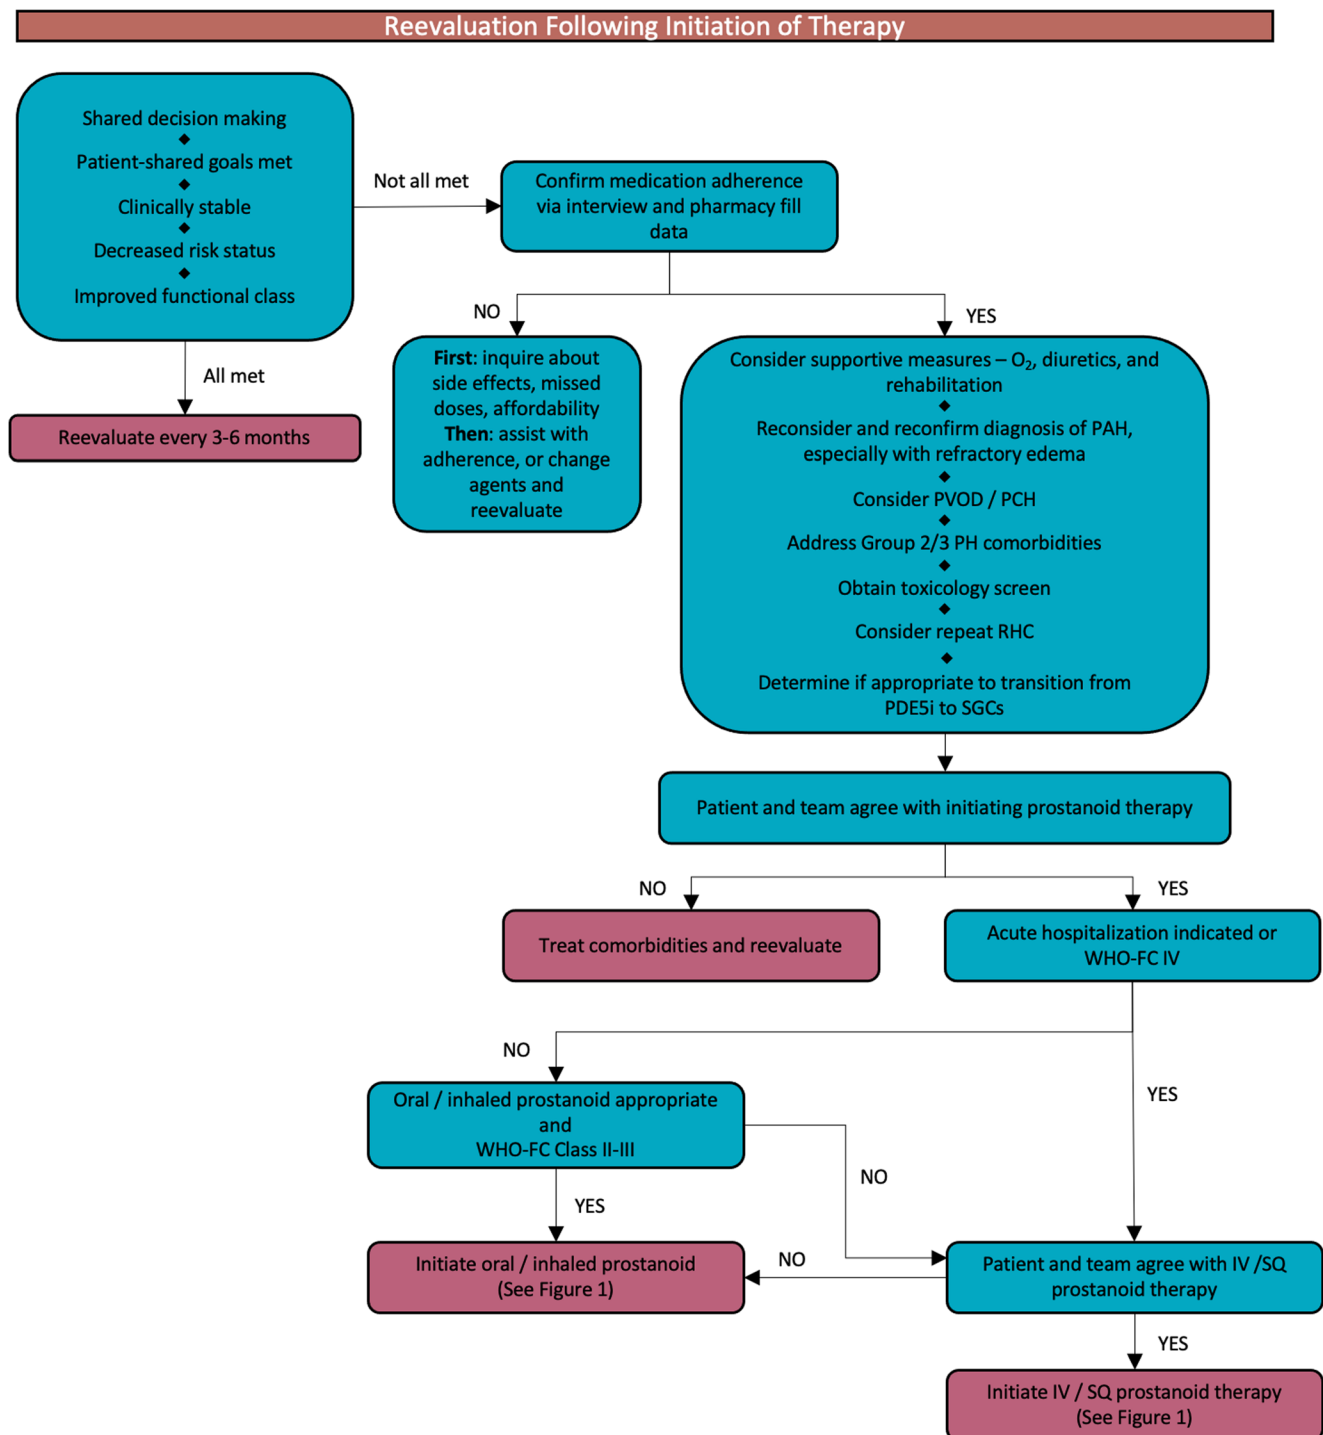 Reevaluation Following Initiation of Therapy
Shared decision making
Patient-shared goals met
Clinically stable
Decreased risk status
Improved functional class
Not all met
Confirm medication adherence
via interview and pharmacy fill
data
All met
Reevaluate every 3-6 months
NO
YES
First: inquire about
side effects, missed
doses, affordability
Then: assist with
adherence, or change
agents and
reevaluate
Consider supportive measures – O₂, diuretics, and
rehabilitation
Reconsider and reconfirm diagnosis of PAH,
especially with refractory edema
Consider PVOD / PCH
Address Group 2/3 PH comorbidities
Obtain toxicology screen
Consider repeat RHC
Determine if appropriate to transition from
PDE5i to SGCs
Patient and team agree with initiating prostanoid therapy
NO
YES
Treat comorbidities and reevaluate
Acute hospitalization indicated or
WHO-FC IV
NO
YES
Oral / inhaled prostanoid appropriate
and
WHO-FC Class II-III
NO
YES
Initiate oral / inhaled prostanoid
(See Figure 1)
NO
Patient and team agree with IV /SQ
prostanoid therapy
YES
Initiate IV / SQ prostanoid therapy
(See Figure 1)